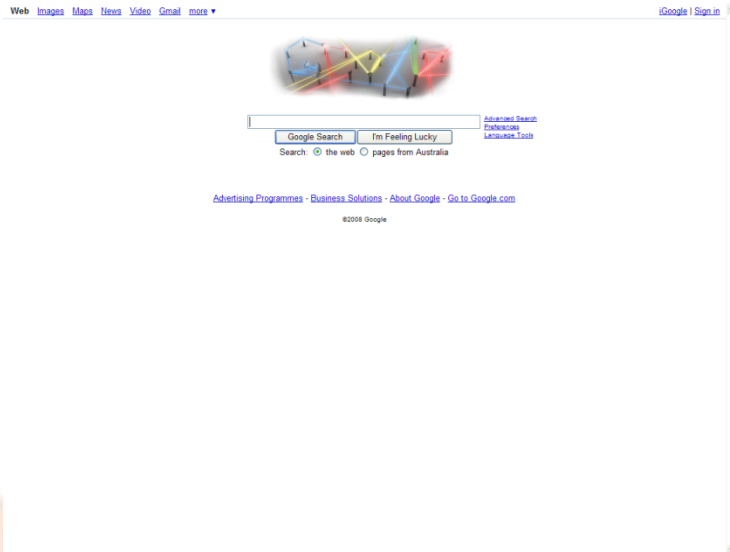 Web Images Maps News Video Gmail more ▼ iGoogle | Sign in
Advanced Search
Preferences
Language Tools
Google Search I'm Feeling Lucky
Search: the web pages from Australia
Advertising Programmes - Business Solutions - About Google - Go to Google.com
©2008 Google